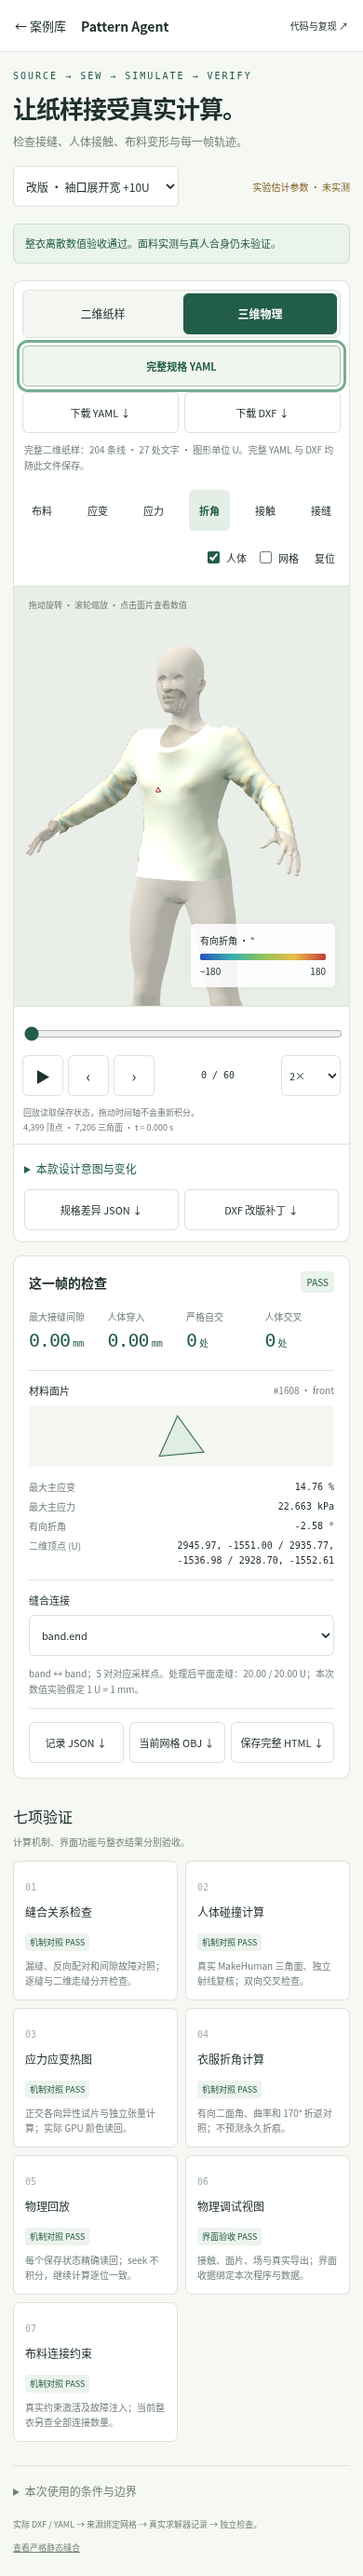 ← 案例库 Pattern Agent 代码与复现 ↗
SOURCE → SEW → SIMULATE → VERIFY
让纸样接受真实计算。
检查接缝、人体接触、布料变形与每一帧轨迹。
改版 · 袖口展开宽 +10U
实验估计参数 · 未实测
整衣离散数值验收通过。面料实测与真人合身仍未验证。
二维纸样 三维物理
完整规格 YAML
下载 YAML ↓ 下载 DXF ↓
完整二维纸样：204 条线 · 27 处文字 · 图形单位 U。完整 YAML 与 DXF 均
随此文件保存。
布料 应变 应力 折角 接触 接缝
人体 网格 复位
拖动旋转 · 滚轮缩放 · 点击面片查看数值
有向折角 · °
−180 180
▶ ‹ › 0 / 60 2×
回放读取保存状态，拖动时间轴不会重新积分。
4,399 顶点 · 7,206 三角面 · t = 0.000 s
▶ 本款设计意图与变化
规格差异 JSON ↓ DXF 改版补丁 ↓
这一帧的检查 PASS
最大接缝间隙 人体穿入 严格自交 人体交叉
0.00 mm 0.00 mm 0 处 0 处
材料面片 #1608 · front
最大主应变 14.76 %
最大主应力 22.663 kPa
有向折角 -2.58 °
二维顶点 (U) 2945.97, -1551.00 / 2935.77,
-1536.98 / 2928.70, -1552.61
缝合连接
band.end
band ↔ band；5 对对应采样点。处理后平面走缝：20.00 / 20.00 U；本次
数值实验假定 1 U = 1 mm。
记录 JSON ↓ 当前网格 OBJ ↓ 保存完整 HTML ↓
七项验证
计算机制、界面功能与整衣结果分别验收。
01
缝合关系检查
机制对照 PASS
漏缝、反向配对和间隙故障对照；
逐缝与二维走缝分开检查。
02
人体碰撞计算
机制对照 PASS
真实 MakeHuman 三角面、独立
射线复核；双向交叉检查。
03
应力应变热图
机制对照 PASS
正交各向异性试片与独立张量计
算；实际 GPU 颜色读回。
04
衣服折角计算
机制对照 PASS
有向二面角、曲率和 170° 折返对
照；不预测永久折痕。
05
物理回放
机制对照 PASS
每个保存状态精确读回；seek 不
积分，继续计算逐位一致。
06
物理调试视图
界面验收 PASS
接触、面片、场与真实导出；界面
收据绑定本次程序与数据。
07
布料连接约束
机制对照 PASS
真实约束激活及故障注入；当前整
衣另查全部连接数量。
▶ 本次使用的条件与边界
实际 DXF / YAML → 来源绑定网格 → 真实求解器记录 → 独立检查。
查看严格静态缝合